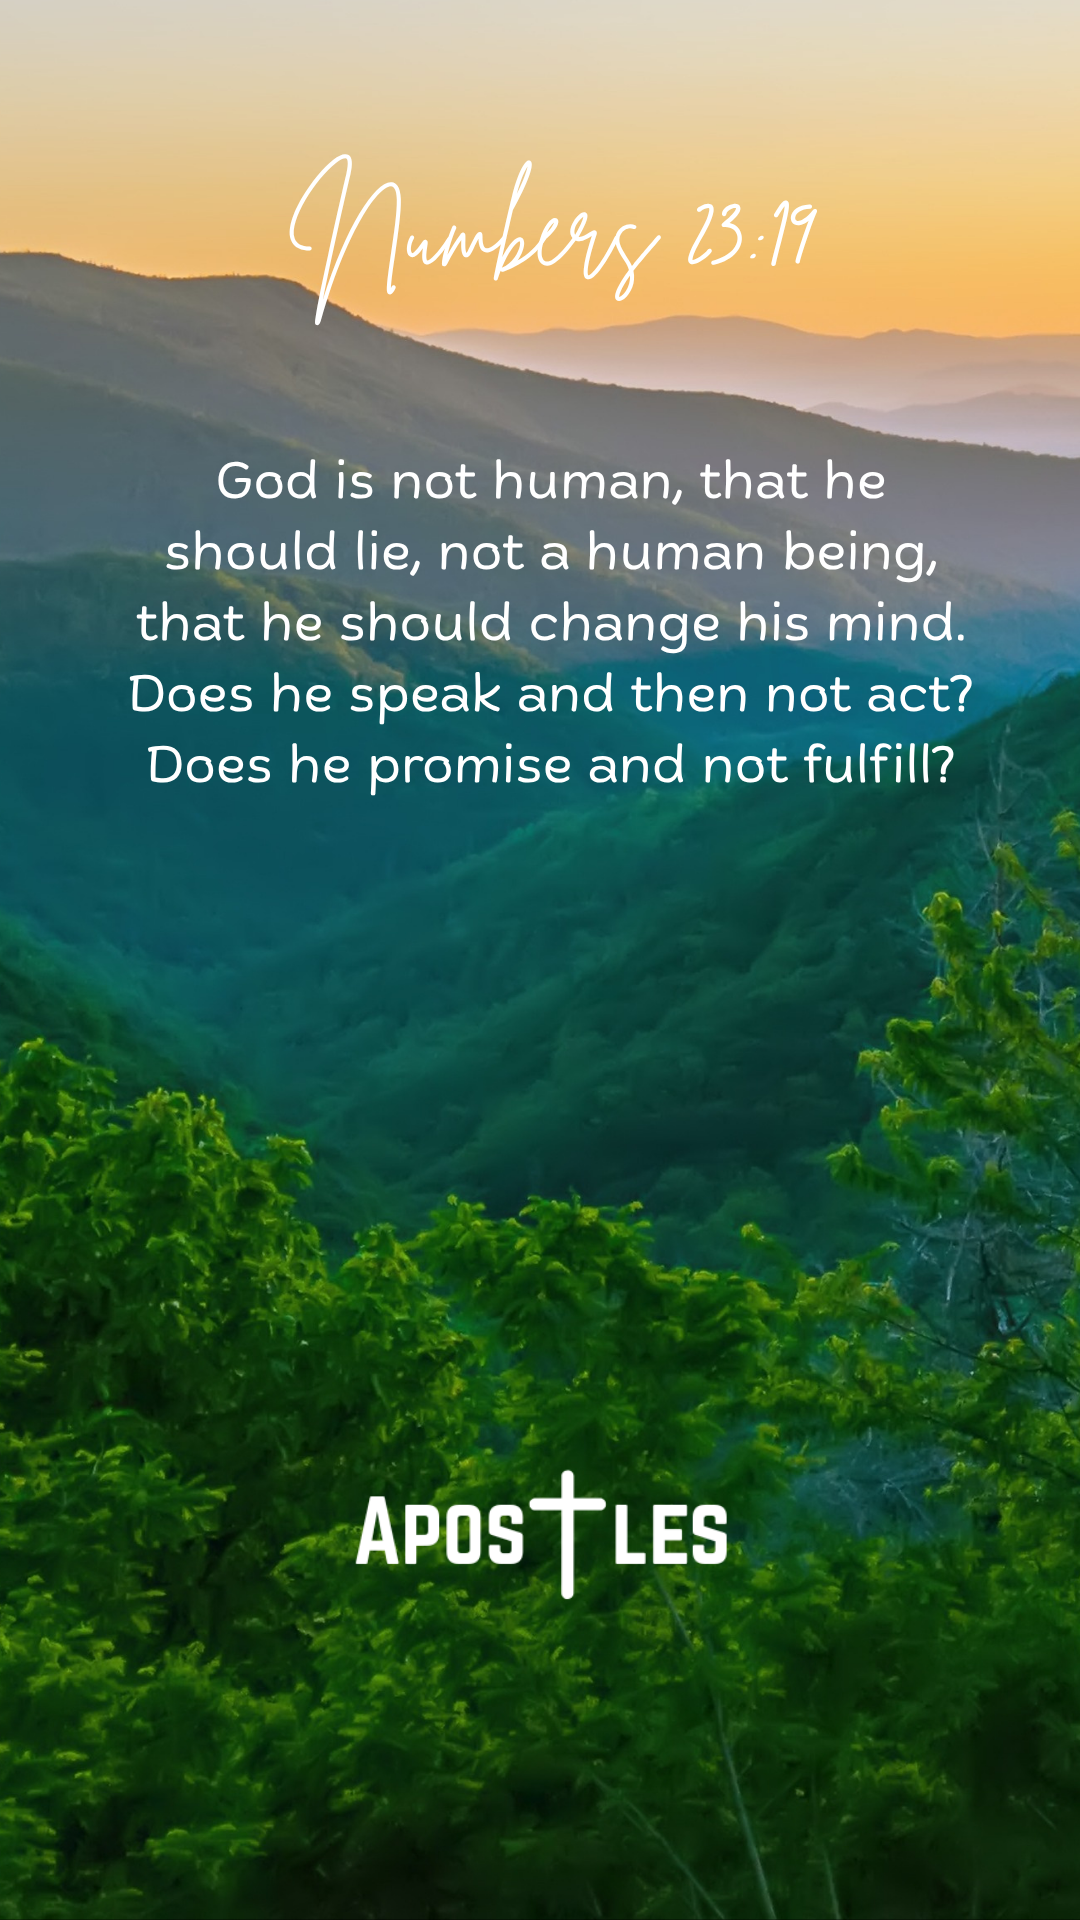 Numbers 23:19
God is not human, that he
should lie, not a human being,
that he should change his mind.
Does he speak and then not act?
Does he promise and not fulfill?
APOSTLES